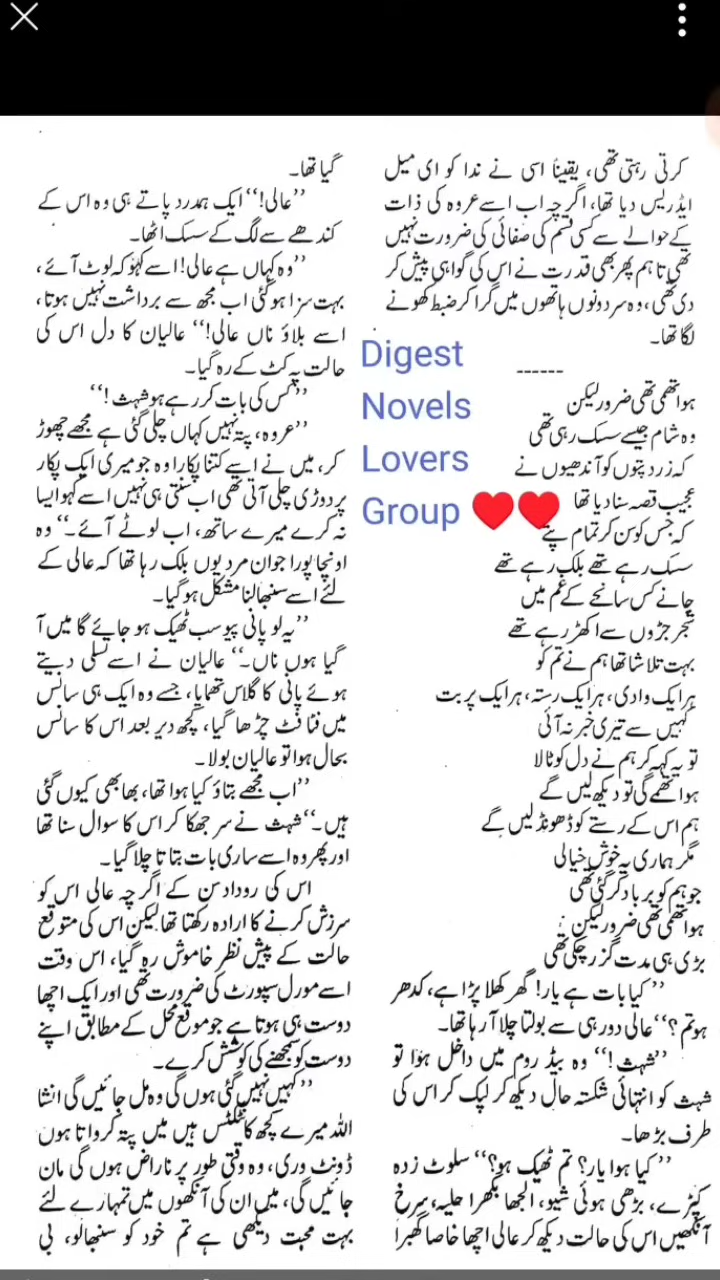 کرتی رہتی تھی، یقیناً اسی نے ندا کو ای میل
ایڈریس دیا تھا، اگرچہ اب اسے عروہ کی ذات
کے حوالے سے کسی قسم کی صفائی کی ضرورت نہیں
تھی تاہم پھر بھی قدرت نے اس کی گواہی پیش کر
دی تھی، وہ سر دونوں ہاتھوں میں گرا کر ضبط کھونے
لگا تھا۔
------
ہوا تھمی تھی ضرور لیکن
وہ شام جیسے سسک رہی تھی
کہ زرد پتوں کو آندھیوں نے
عجیب قصہ سنا دیا تھا
کہ جس کو سن کر تمام پتے
سسک رہے تھے بلک رہے تھے
جانے کس سانحے کے غم میں
شجر جڑوں سے اکھڑ رہے تھے
بہت تلاشا تھا ہم نے تم کو
ہر ایک وادی، ہر ایک رستہ، ہر ایک پربت
کہیں سے تیری خبر نہ آئی
تو یہ کہہ کر ہم نے دل کو ٹالا
ہوا تھمے گی تو دیکھ لیں گے
ہم اس کے رستے کو ڈھونڈ لیں گے
مگر ہماری یہ خوش خیالی
جو ہم کو برباد کر گئی تھی
ہوا تھمی تھی ضرور لیکن
بڑی ہی مدت گزر چکی تھی
’’کیا بات ہے یار! گھر کھلا پڑا ہے، کدھر
ہو تم؟‘‘ عالی دور ہی سے بولتا چلا آ رہا تھا۔
’’شہث!‘‘ وہ بیڈ روم میں داخل ہوا تو
شہث کو انتہائی شکستہ حال دیکھ کر لپک کر اس کی
طرف بڑھا۔
’’کیا ہوا یار؟ تم ٹھیک ہو؟‘‘ سلوٹ زدہ
کپڑے، بڑھی ہوئی شیو، الجھا بکھرا حلیہ، سرخ
آنکھیں اس کی حالت دیکھ کر عالی اچھا خاصا گھبرا
گیا تھا۔
’’عالی!‘‘ ایک ہمدرد پاتے ہی وہ اس کے
کندھے سے لگ کے سسک اٹھا۔
’’وہ کہاں ہے عالی! اسے کہو کہ لوٹ آئے،
بہت سزا ہو گئی اب مجھ سے برداشت نہیں ہوتا،
اسے بلاؤ ناں عالی!‘‘ عالیان کا دل اس کی
حالت پہ کٹ کے رہ گیا۔
’’کس کی بات کر رہے ہو شہث!‘‘
’’عروہ، پتہ نہیں کہاں چلی گئی ہے مجھے چھوڑ
کر، میں نے اسے کتنا پکارا وہ جو میری ایک پکار
پر دوڑی چلی آتی تھی اب سنتی ہی نہیں اسے کہو ایسا
نہ کرے میرے ساتھ، اب لوٹے آئے۔‘‘ وہ
اونچا پورا جوان مرد یوں بلک رہا تھا کہ عالی کے
لئے اسے سنبھالنا مشکل ہو گیا۔
’’یہ لو پانی پیو سب ٹھیک ہو جائے گا میں آ
گیا ہوں ناں۔‘‘ عالیان نے اسے تسلی دیتے
ہوئے پانی کا گلاس تھمایا، جسے وہ ایک ہی سانس
میں فٹافٹ چڑھا گیا، کچھ دیر بعد اس کا سانس
بحال ہوا تو عالیان بولا۔
’’اب مجھے بتاؤ کیا ہوا تھا، بھابھی کیوں گئی
ہیں۔‘‘ شہث نے سر جھکا کر اس کا سوال سنا تھا
اور پھر وہ اسے ساری بات بتاتا چلا گیا۔
اس کی روداد سن کے اگرچہ عالی اس کو
سرزش کرنے کا ارادہ رکھتا تھا لیکن اس کی متوقع
حالت کے پیش نظر خاموش رہ گیا، اس وقت
اسے مورل سپورٹ کی ضرورت تھی اور ایک اچھا
دوست ہی ہوتا ہے جو موقع محل کے مطابق اپنے
دوست کو سمجھنے کی کوشش کرے۔
’’کہیں نہیں گئی ہوں گی وہ مل جائیں گی انشا
اللہ میرے کچھ کانٹکٹس ہیں میں پتہ کرواتا ہوں
ڈونٹ وری، وہ وقتی طور پر ناراض ہوں گی مان
جائیں گی، میں ان کی آنکھوں میں تمہارے لئے
بہت محبت دیکھی ہے تم خود کو سنبھالو، بی
Digest
Novels
Lovers
Group ❤️❤️